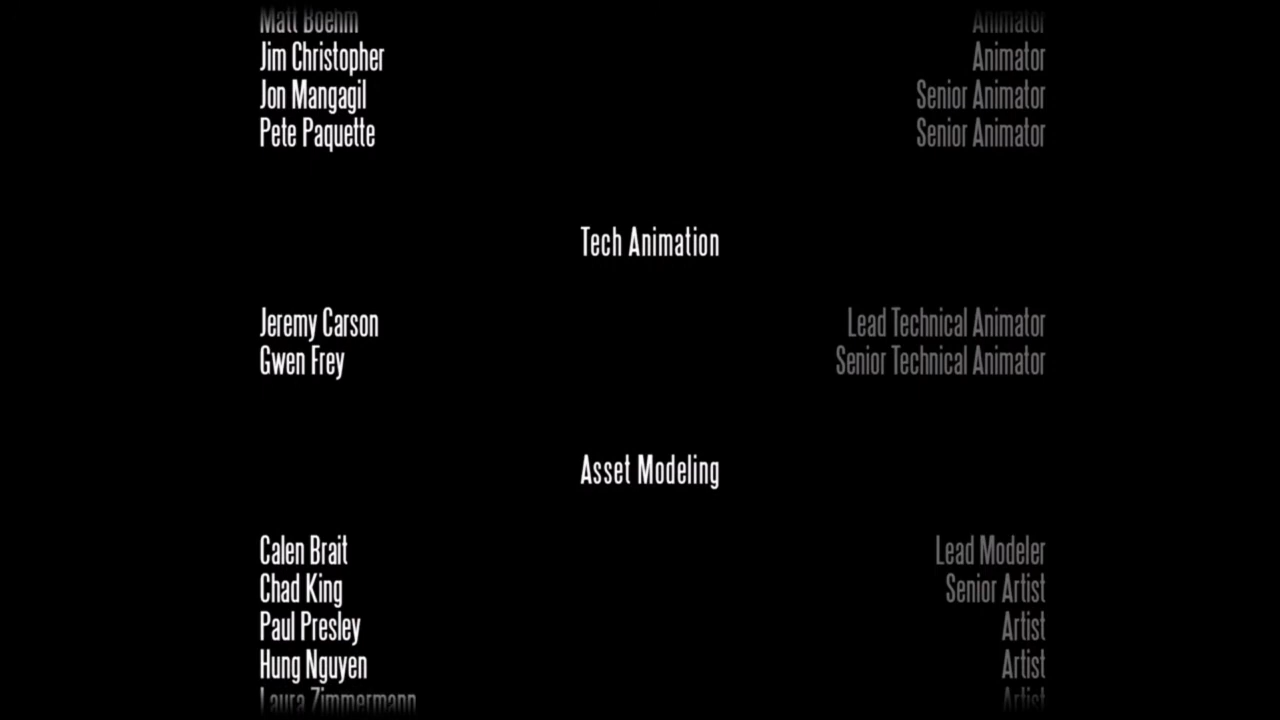 Matt Boehm Animator
Jim Christopher Animator
Jon Mangagil Senior Animator
Pete Paquette Senior Animator
Tech Animation
Jeremy Carson Lead Technical Animator
Gwen Frey Senior Technical Animator
Asset Modeling
Calen Brait Lead Modeler
Chad King Senior Artist
Paul Presley Artist
Hung Nguyen Artist
Laura Zimmermann Artist